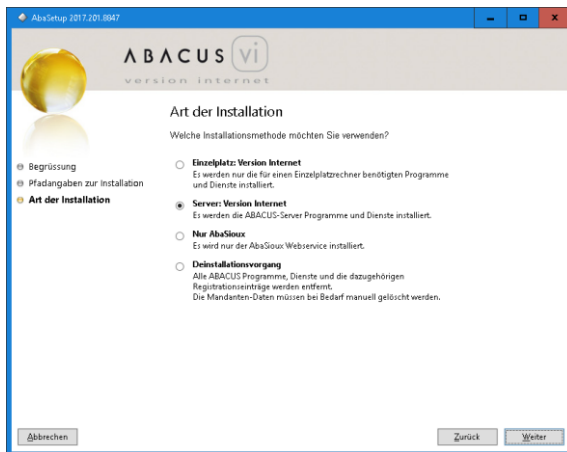 AbaSetup 2017.201.8847
ABACUS vi
version internet
Art der Installation
Welche Installationsmethode möchten Sie verwenden?
Begrüssung
Pfadangaben zur Installation
Art der Installation
Einzelplatz: Version Internet
Es werden nur die für einen Einzelplatzrechner benötigten Programme
und Dienste installiert.
Server: Version Internet
Es werden die ABACUS-Server Programme und Dienste installiert.
Nur AbaSioux
Es wird nur der AbaSioux Webservice installiert.
Deinstallationsvorgang
Alle ABACUS Programme, Dienste und die dazugehörigen
Registrationseinträge werden entfernt.
Die Mandanten-Daten müssen bei Bedarf manuell gelöscht werden.
Abbrechen
Zurück
Weiter